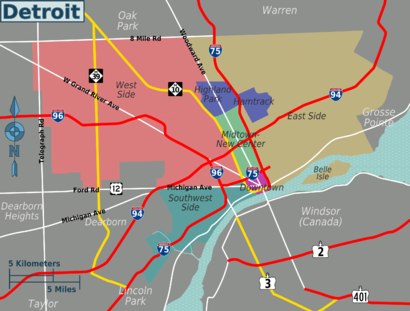 Detroit
Oak
Park
Warren
8 Mile Rd
Woodward Ave
75
39
W Grand River Ave
West
Side
10
Highland
Park
Hamtrack
94
96
East Side
Grosse
Pointes
Telegraph Rd
Midtown-
New Center
N
96
75
Belle
Isle
Ford Rd
12
Michigan Ave
Downtown
Southwest
Side
Dearborn
Heights
Michigan Ave
Dearborn
94
Windsor
(Canada)
75
2
5 Kilometers
5 Miles
Lincoln
Park
3
401
Taylor